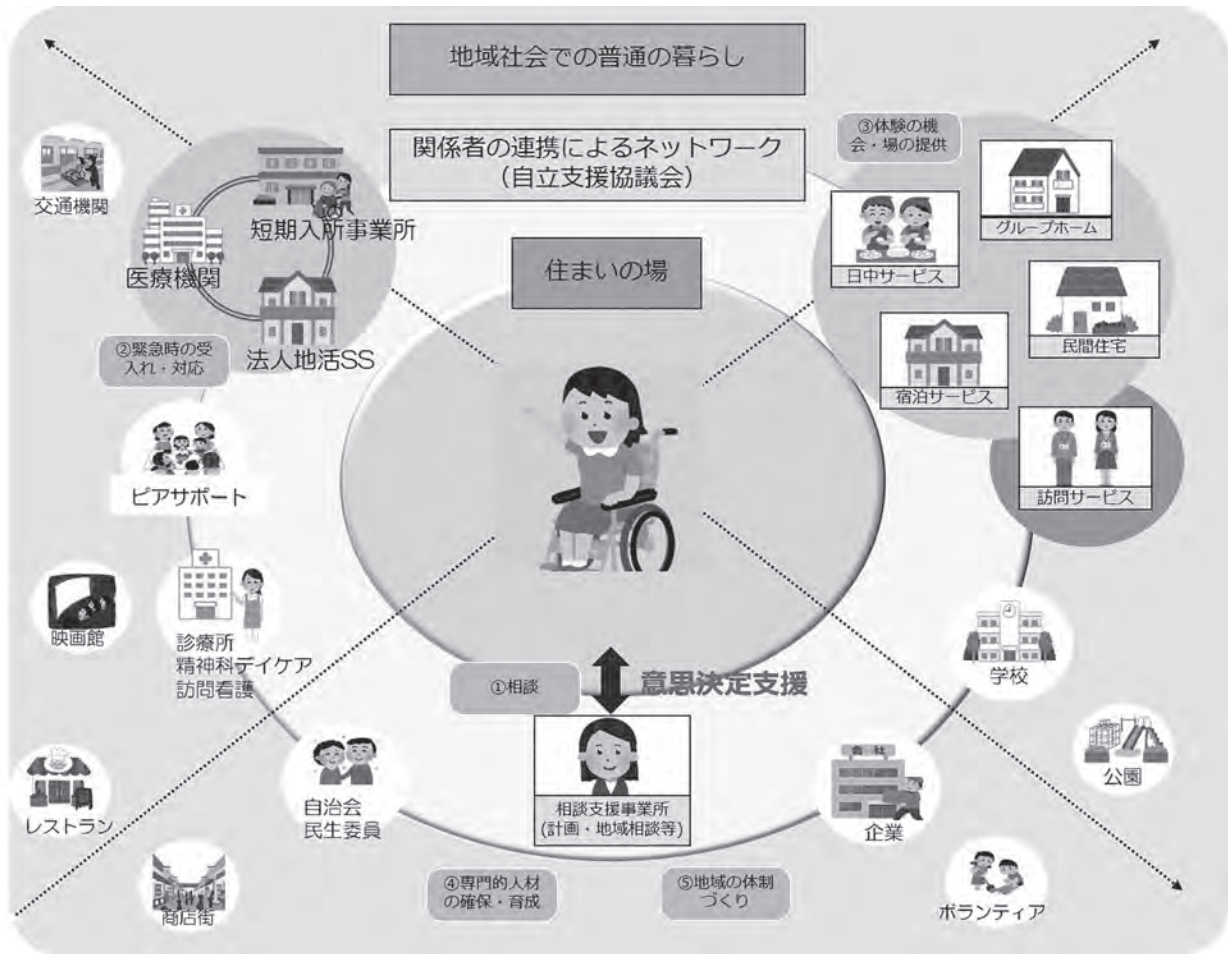 地域社会での普通の暮らし
関係者の連携によるネットワーク
(自立支援協議会)
住まいの場
③体験の機
会・場の提供
交通機関
短期入所事業所
医療機関
法人地活SS
②緊急時の受
入れ・対応
グループホーム
日中サービス
民間住宅
宿泊サービス
訪問サービス
ピアサポート
映画館
診療所
精神科デイケア
訪問看護
①相談
意思決定支援
学校
公園
レストラン
自治会
民生委員
相談支援事業所
(計画・地域相談等)
会社
企業
商店街
④専門的人材
の確保・育成
⑤地域の体制
づくり
ボランティア